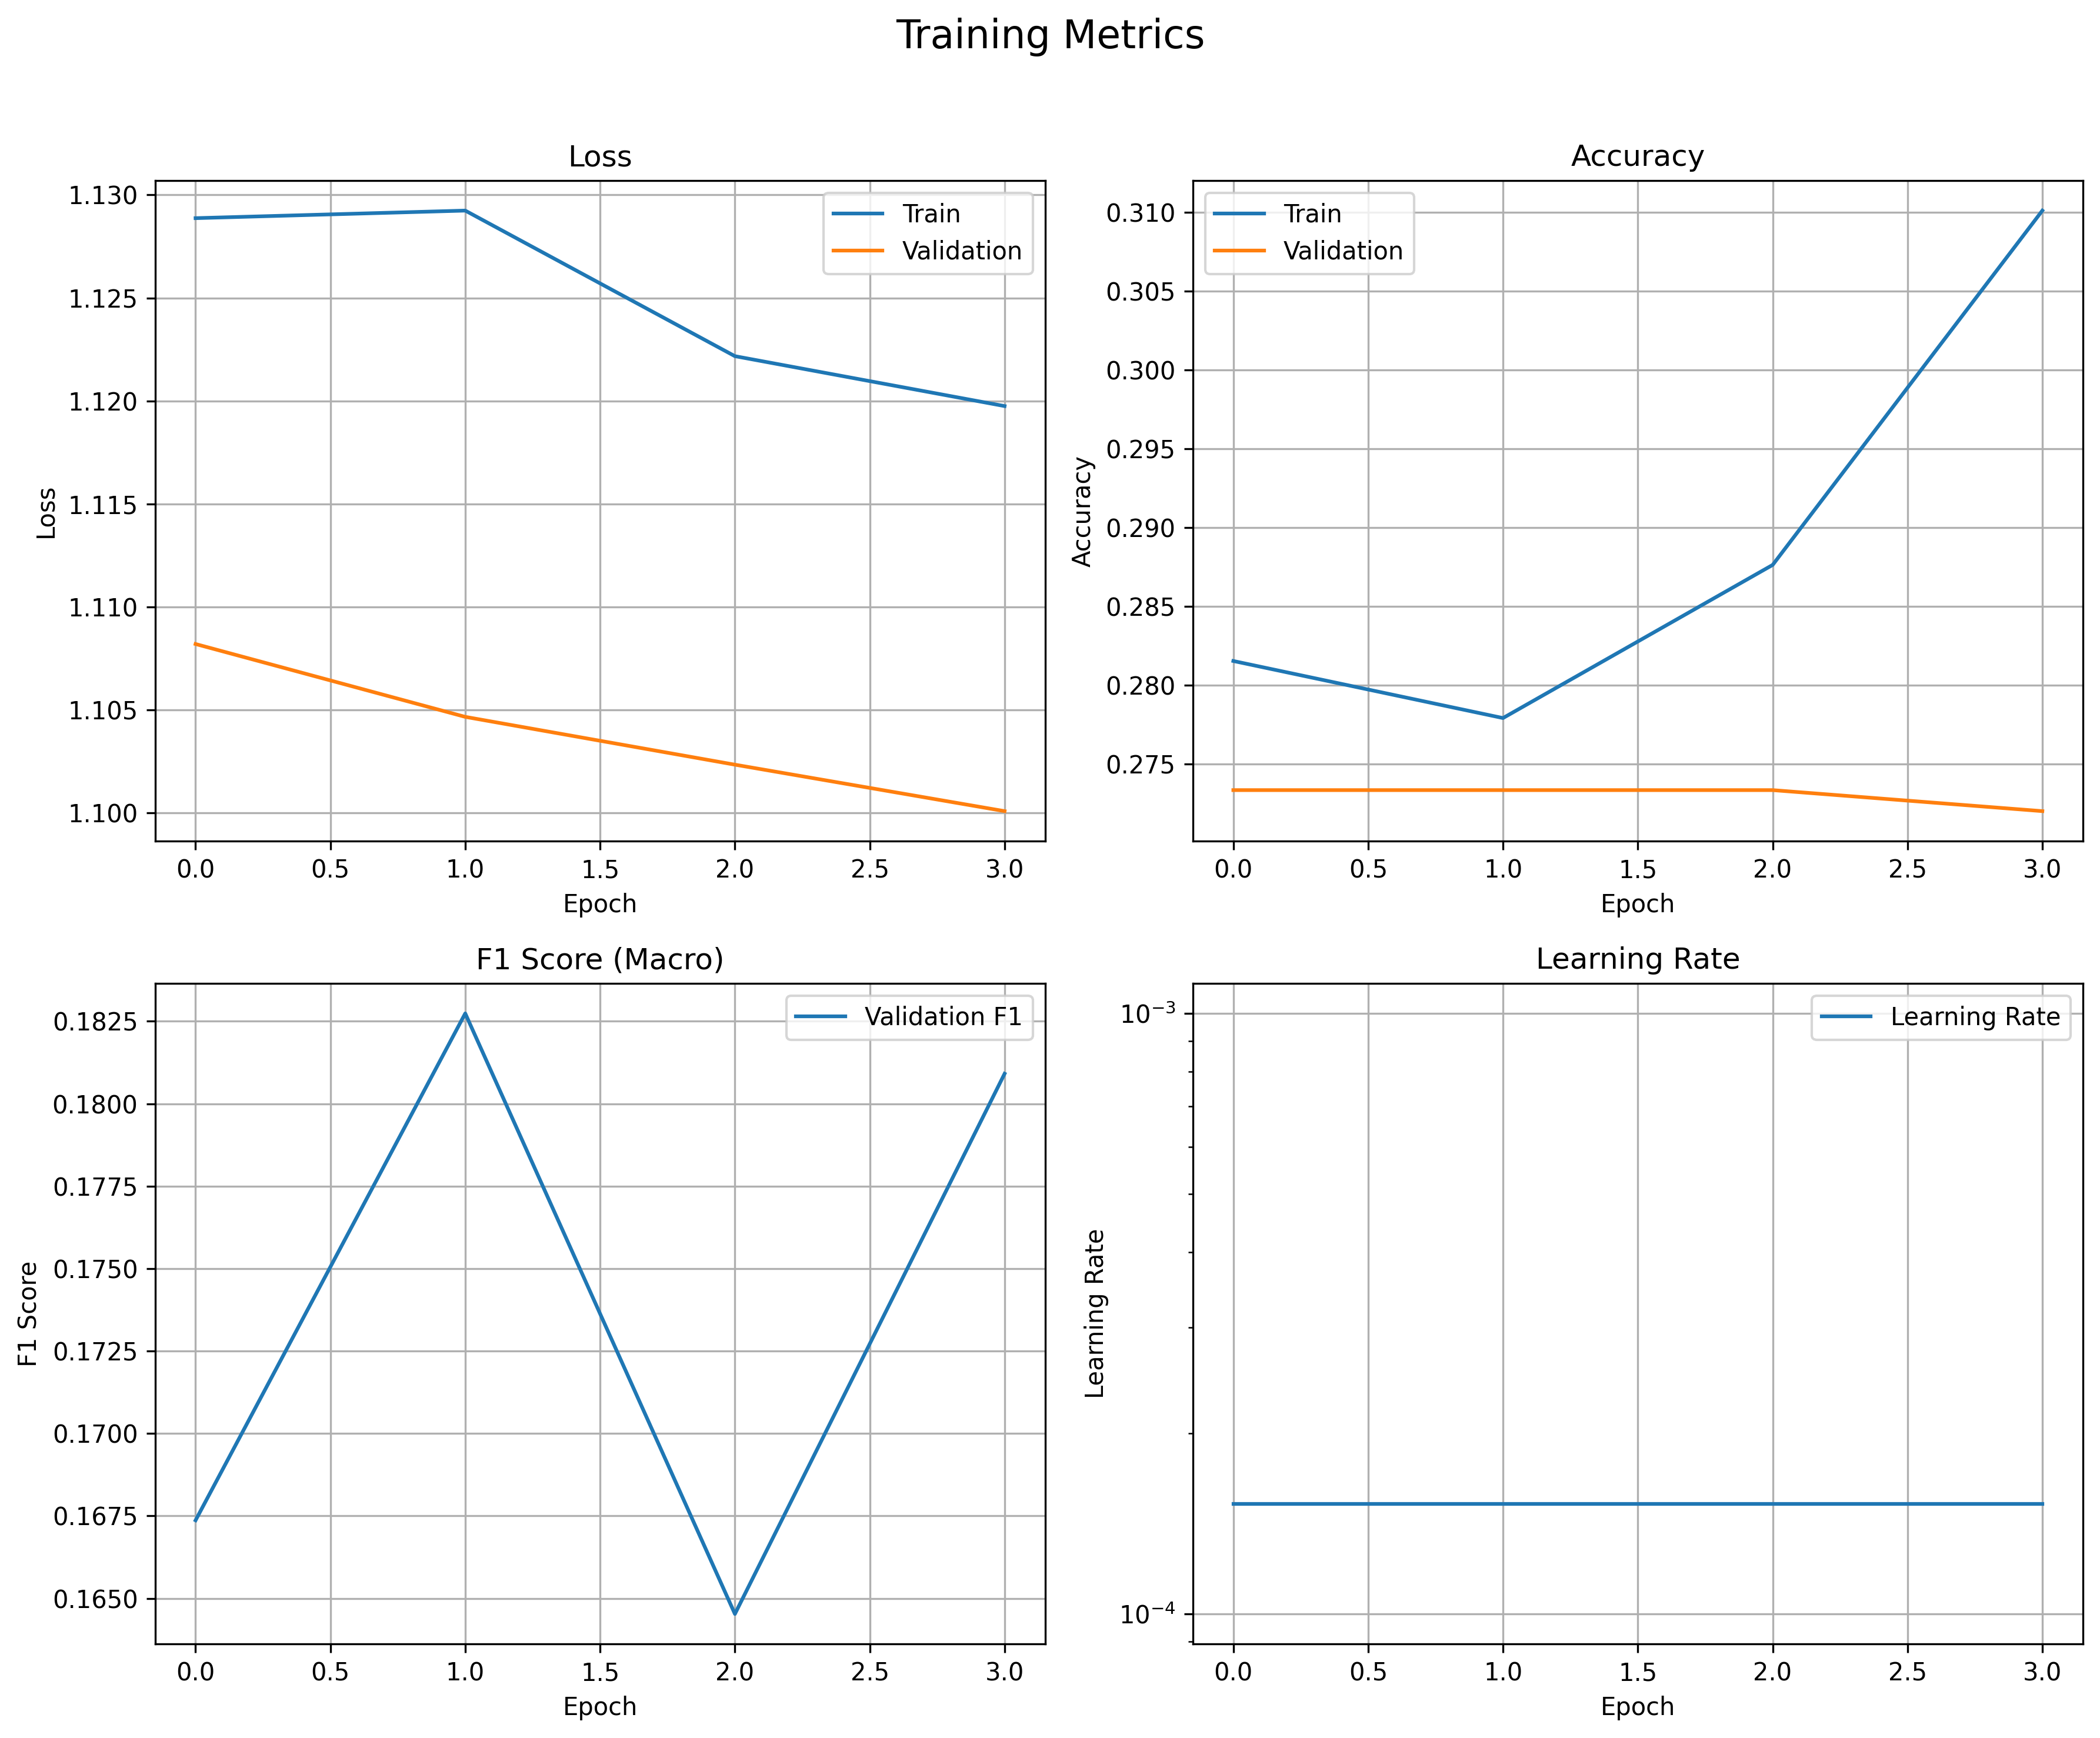 Training Metrics
Loss
1.130
1.125
1.120
1.115
1.110
1.105
1.100
Loss
Train
Validation
0.0 0.5 1.0 1.5 2.0 2.5 3.0
Epoch
Accuracy
0.310
0.305
0.300
0.295
0.290
0.285
0.280
0.275
Accuracy
Train
Validation
0.0 0.5 1.0 1.5 2.0 2.5 3.0
Epoch
F1 Score (Macro)
0.1825
0.1800
0.1775
0.1750
0.1725
0.1700
0.1675
0.1650
F1 Score
Validation F1
0.0 0.5 1.0 1.5 2.0 2.5 3.0
Epoch
Learning Rate
10⁻³
10⁻⁴
Learning Rate
Learning Rate
0.0 0.5 1.0 1.5 2.0 2.5 3.0
Epoch